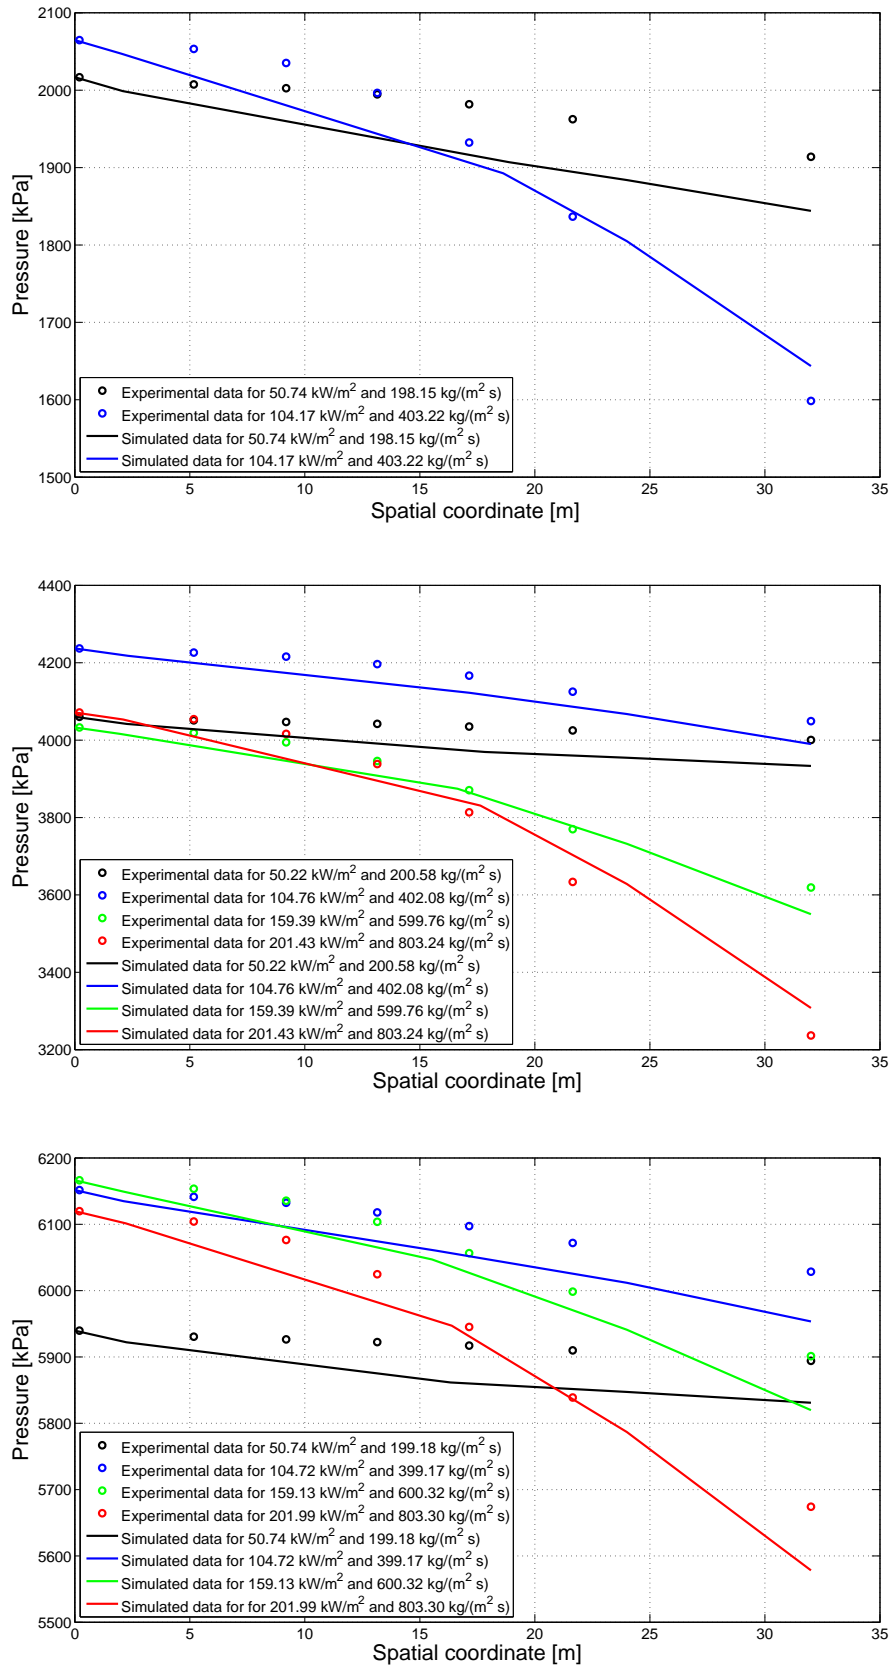 2100
2000
1900
1800
1700
1600
1500
Pressure [kPa]
Experimental data for 50.74 kW/m² and 198.15 kg/(m² s)
Experimental data for 104.17 kW/m² and 403.22 kg/(m² s)
Simulated data for 50.74 kW/m² and 198.15 kg/(m² s)
Simulated data for 104.17 kW/m² and 403.22 kg/(m² s)
0 5 10 15 20 25 30 35
Spatial coordinate [m]
4400
4200
4000
3800
3600
3400
3200
Pressure [kPa]
Experimental data for 50.22 kW/m² and 200.58 kg/(m² s)
Experimental data for 104.76 kW/m² and 402.08 kg/(m² s)
Experimental data for 159.39 kW/m² and 599.76 kg/(m² s)
Experimental data for 201.43 kW/m² and 803.24 kg/(m² s)
Simulated data for 50.22 kW/m² and 200.58 kg/(m² s)
Simulated data for 104.76 kW/m² and 402.08 kg/(m² s)
Simulated data for 159.39 kW/m² and 599.76 kg/(m² s)
Simulated data for 201.43 kW/m² and 803.24 kg/(m² s)
0 5 10 15 20 25 30 35
Spatial coordinate [m]
6200
6100
6000
5900
5800
5700
5600
5500
Pressure [kPa]
Experimental data for 50.74 kW/m² and 199.18 kg/(m² s)
Experimental data for 104.72 kW/m² and 399.17 kg/(m² s)
Experimental data for 159.13 kW/m² and 600.32 kg/(m² s)
Experimental data for 201.99 kW/m² and 803.30 kg/(m² s)
Simulated data for 50.74 kW/m² and 199.18 kg/(m² s)
Simulated data for 104.72 kW/m² and 399.17 kg/(m² s)
Simulated data for 159.13 kW/m² and 600.32 kg/(m² s)
Simulated data for for 201.99 kW/m² and 803.30 kg/(m² s)
0 5 10 15 20 25 30 35
Spatial coordinate [m]